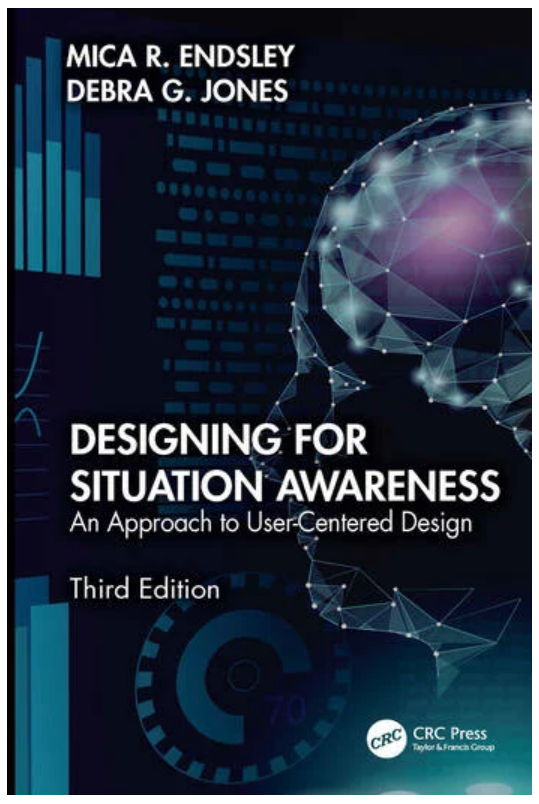 MICA R. ENDSLEY
DEBRA G. JONES
DESIGNING FOR
SITUATION AWARENESS
An Approach to User-Centered Design
Third Edition
70
CRC
CRC Press
Taylor & Francis Group